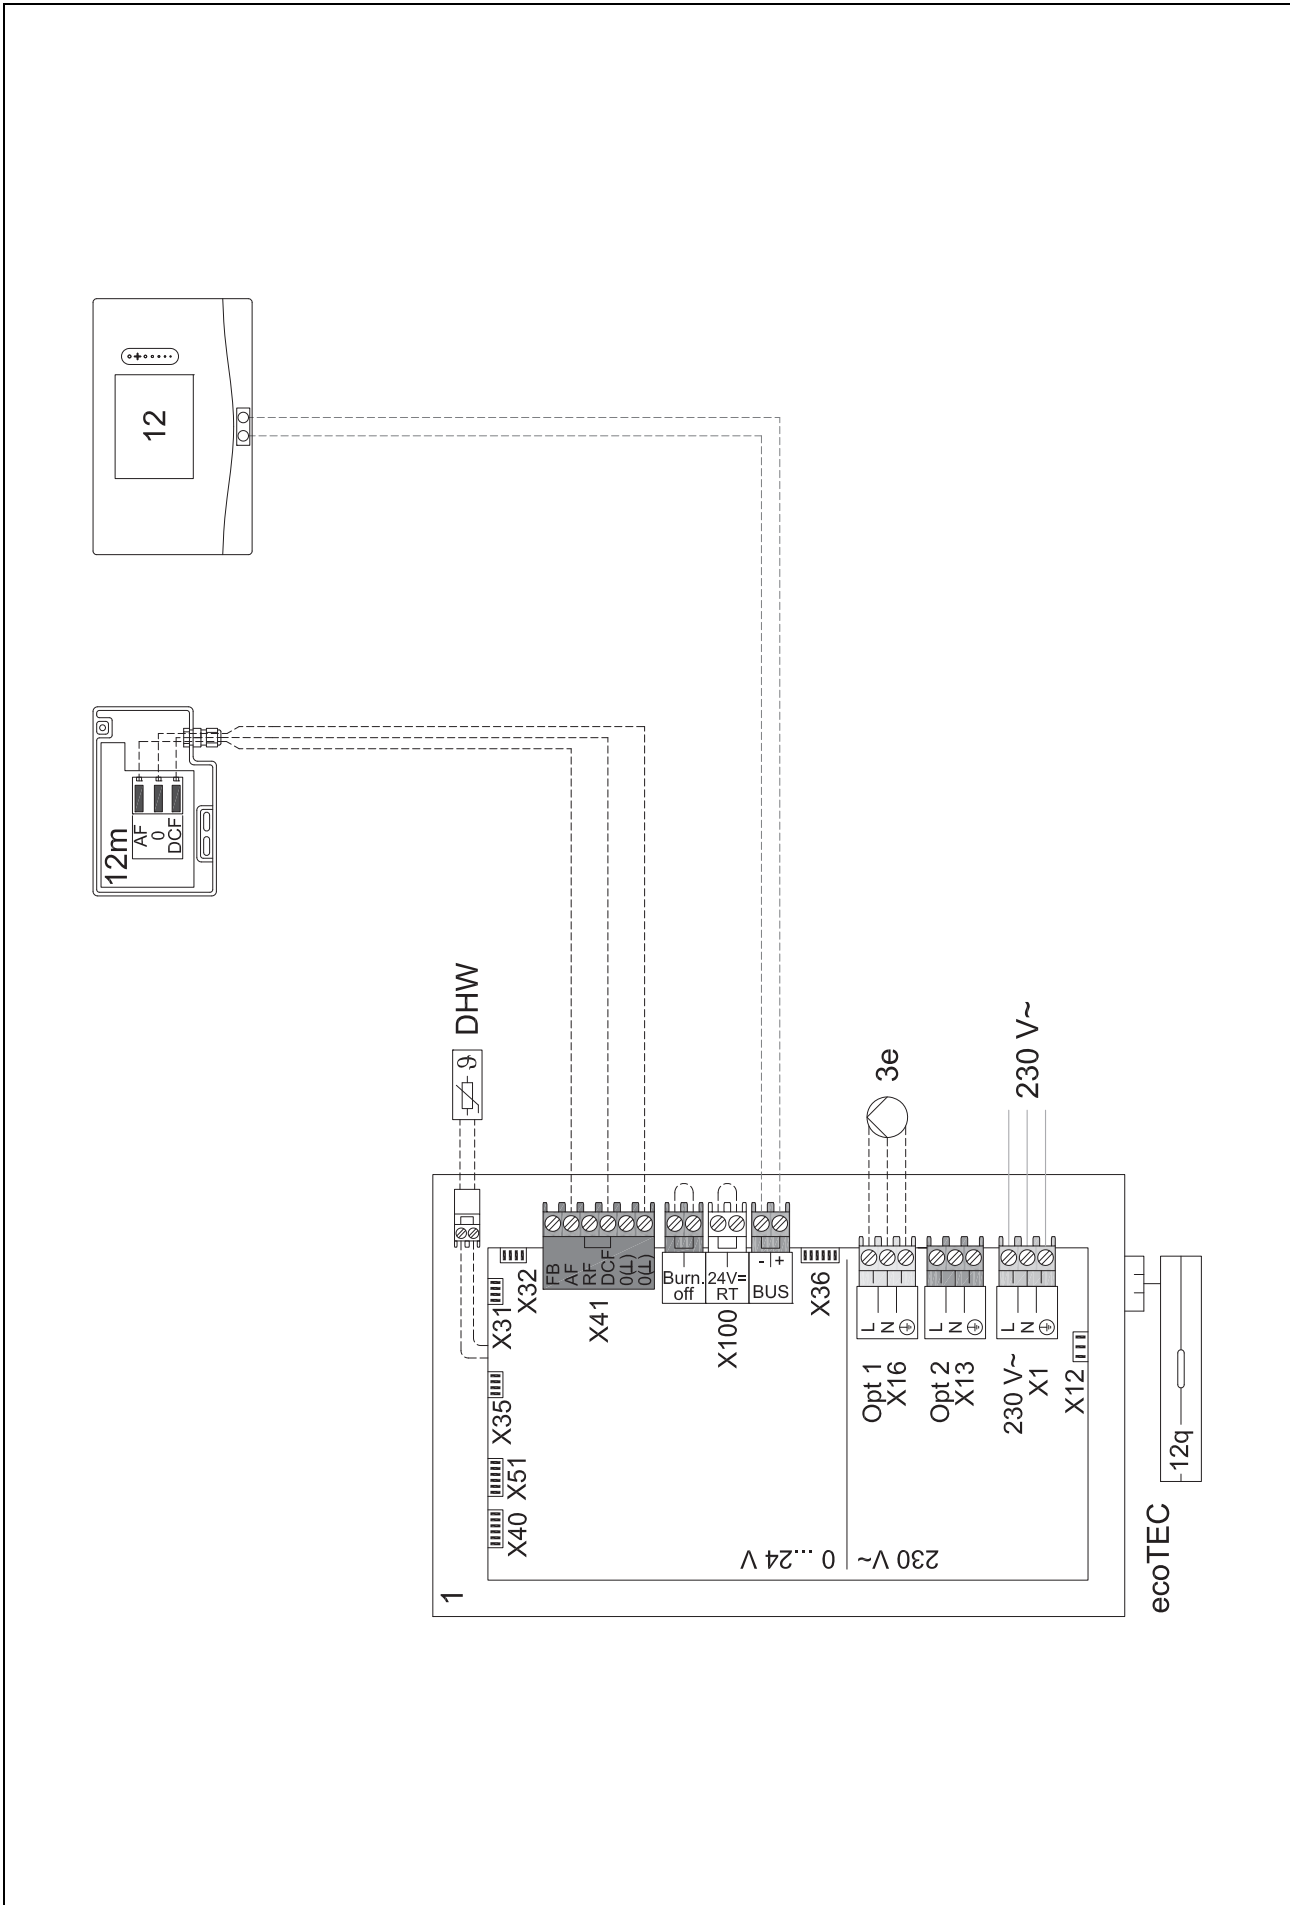 12
12m
AF
0
DCF
DHW
ϑ
3e
230 V~
1
X40
X51
X35
X31
X32
FB
AF
RF
DCF
0(⊥)
0(⊥)
X41
Burn.
off
24V=
RT
X100
- +
BUS
X36
L
N
Opt 1
X16
L
N
Opt 2
X13
L
N
230 V~
X1
X12
0 ...24 V
230 V~
ecoTEC
12q